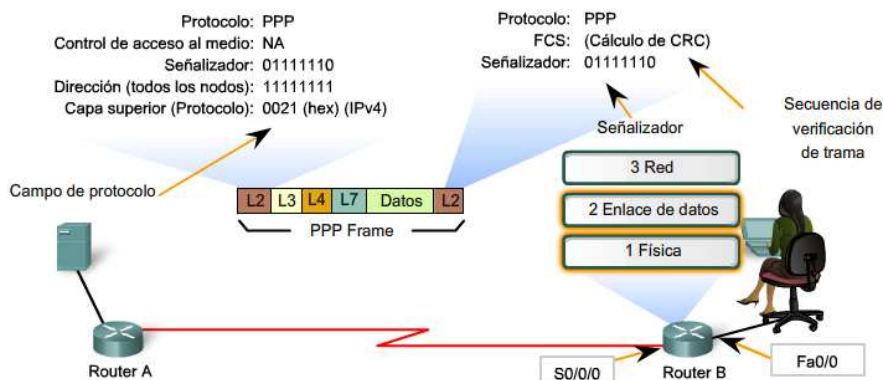 Protocolo: PPP
Control de acceso al medio: NA
Señalizador: 01111110
Dirección (todos los nodos): 11111111
Capa superior (Protocolo): 0021 (hex) (IPv4)
Protocolo: PPP
FCS: (Cálculo de CRC)
Señalizador: 01111110
Secuencia de
verificación
de trama
Señalizador
Campo de protocolo
L2 L3 L4 L7 Datos L2
PPP Frame
3 Red
2 Enlace de datos
1 Física
Router A
S0/0/0
Router B
Fa0/0